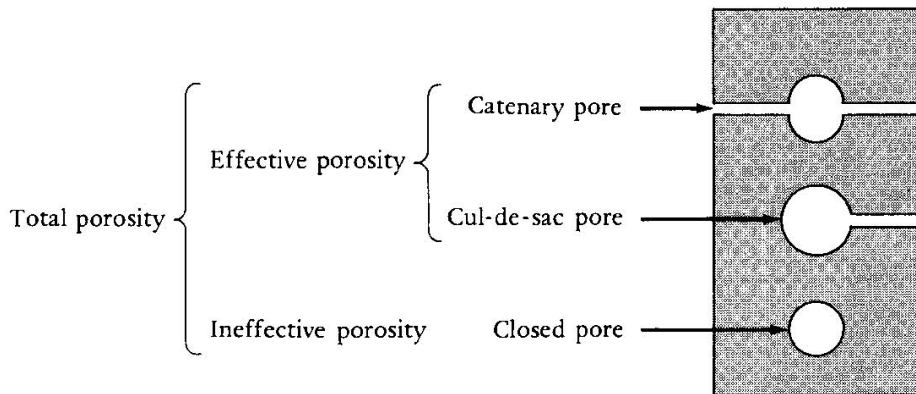 Catenary pore
Effective porosity
Total porosity
Cul-de-sac pore
Ineffective porosity
Closed pore